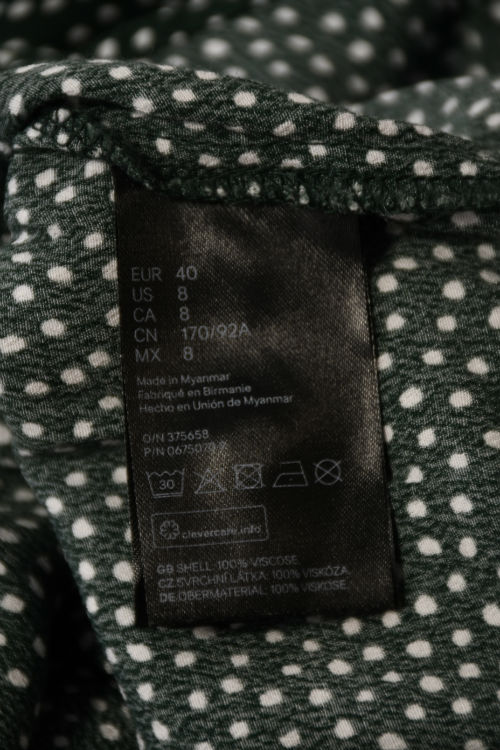 EUR 40
US 8
CA 8
CN 170/92A
MX 8
Made in Myanmar
Fabriqué en Birmanie
Hecho en Unión de Myanmar
O/N 375658
P/N
30
clevercare.info
GB SHELL: 100% VISCOSE
CZ SVRCHNÍ LÁTKA: 100% VISKÓZA
DE OBERMATERIAL: 100% VISKOSE